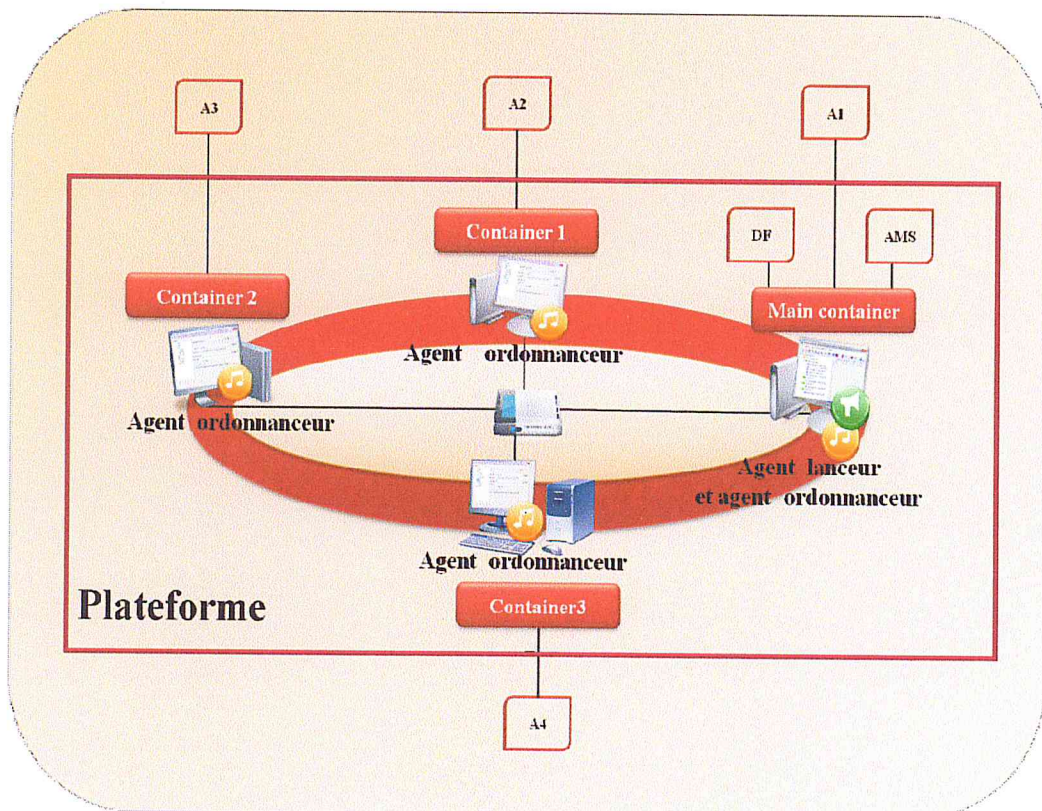 A3
A2
A1
Container 1
DF
AMS
Container 2
Main container
Agent ordonnanceur
Agent ordonnanceur
Agent lanceur
et agent ordonnanceur
Agent ordonnanceur
Plateforme
Container3
A4